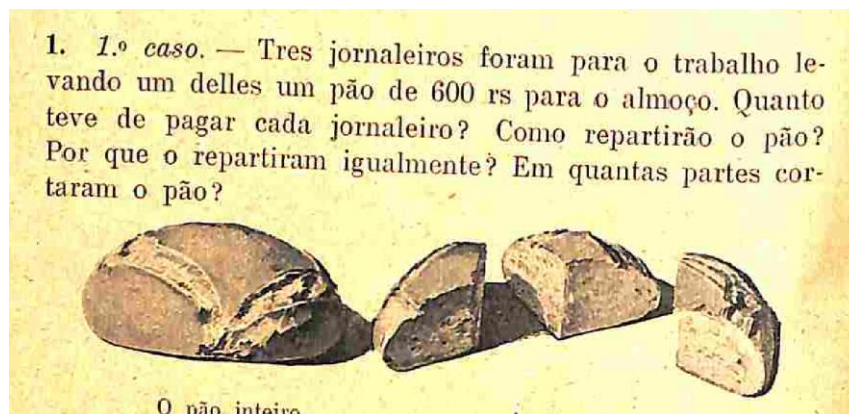 1. 1.º caso. — Tres jornaleiros foram para o trabalho le-
vando um delles um pão de 600 rs para o almoço. Quanto
teve de pagar cada jornaleiro? Como repartirão o pão?
Por que o repartiram igualmente? Em quantas partes cor-
taram o pão?
O pão inteiro